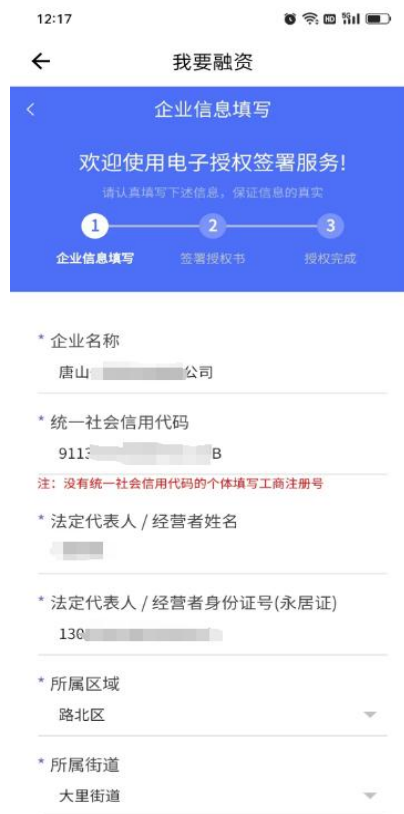 12:17
我要融资
企业信息填写
欢迎使用电子授权签署服务!
请认真填写下述信息，保证信息的真实
1 2 3
企业信息填写 签署授权书 授权完成
* 企业名称
唐山 公司
* 统一社会信用代码
9113 B
注：没有统一社会信用代码的个体填写工商注册号
* 法定代表人 / 经营者姓名
* 法定代表人 / 经营者身份证号(永居证)
130
* 所属区域
路北区
* 所属街道
大里街道